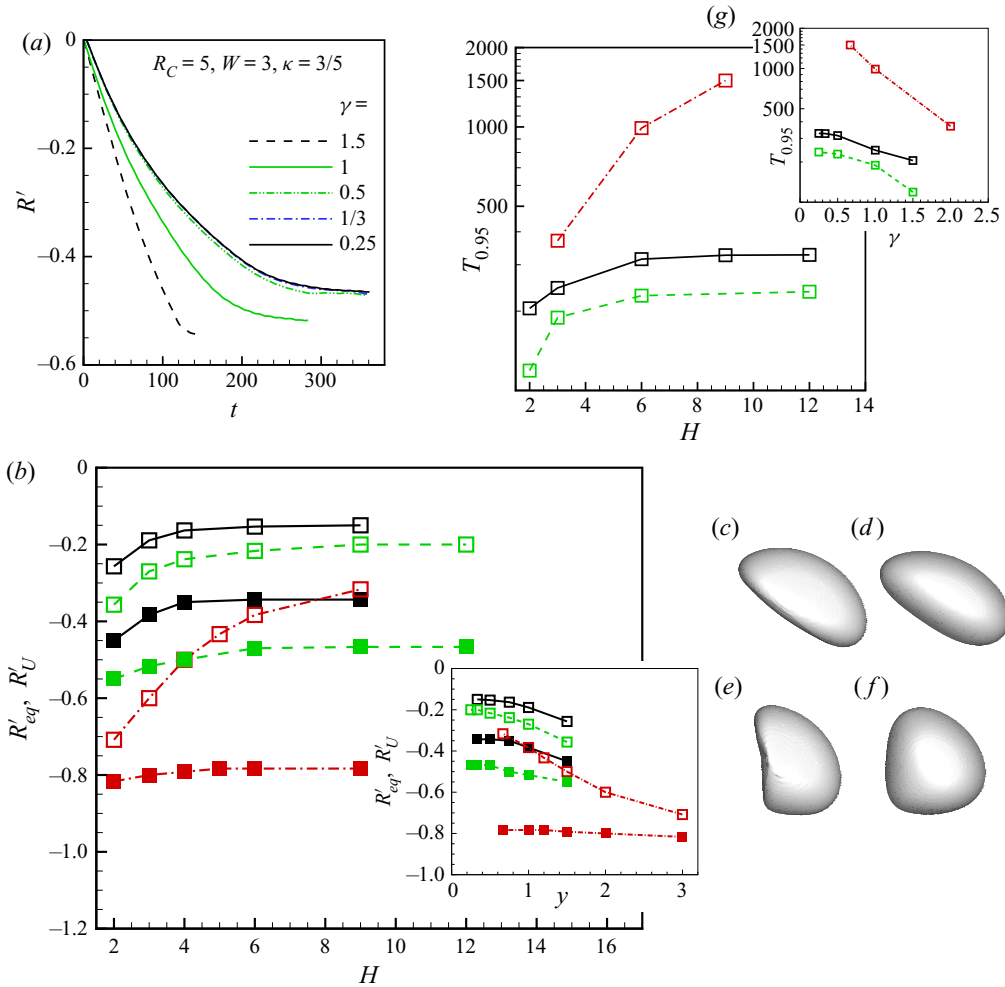 (a)
0
–0.2
–0.4
–0.6
R′
R_C = 5, W = 3, κ = 3/5
γ =
1.5
1
0.5
1/3
0.25
0 100 200 300
t
(g)
2000
1500
1000
500
T_0.95
2 4 6 8 10 12 14
H
2000
1500
1000
500
T_0.95
0 0.5 1.0 1.5 2.0 2.5
γ
(b)
0
–0.2
–0.4
–0.6
–0.8
–1.0
–1.2
R′_eq, R′_U
2 4 6 8 10 12 14 16
H
0
–0.2
–0.4
–0.6
–0.8
–1.0
R′_eq, R′_U
0 1 2 3
y
(c) (d)
(e) (f)